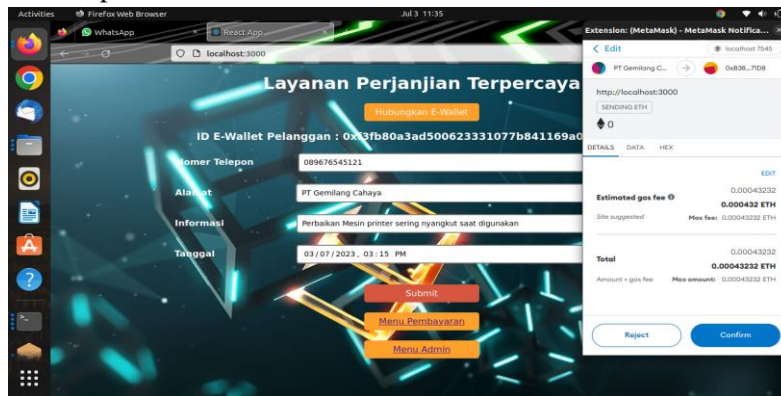 Activities
Firefox Web Browser
Jul 3 11:35
WhatsApp
React App
localhost:3000
Layanan Perjanjian Terpercaya
Hubungkan E-Wallet
ID E-Wallet Pelanggan :
Nomer Telepon
089676545121
Alamat
PT Gemilang Cahaya
Informasi
Perbaikan Mesin printer sering nyangkut saat digunakan
Tanggal
03/07/2023, 03:15 PM
Submit
Menu Pembayaran
Menu Admin
Extension: (MetaMask) - MetaMask Notifica...
Edit
localhost 7545
PT Gemilang C...
0x836...71D8
http://localhost:3000
SENDING ETH
0
DETAILS DATA HEX
EDIT
0.00043232
Estimated gas fee
0.000432 ETH
Site suggested
Max fee: 0.00043232 ETH
0.00043232
Total
0.00043232 ETH
Amount + gas fee
Max amount: 0.00043232 ETH
Reject
Confirm